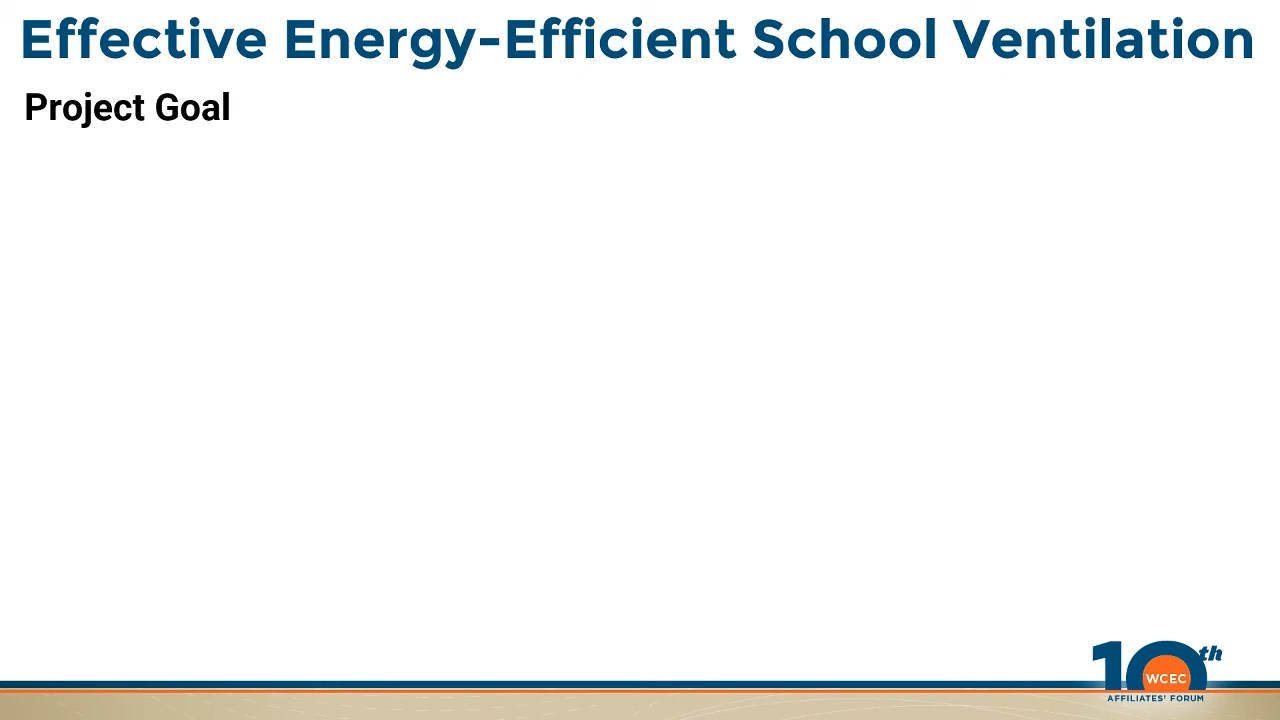 Effective Energy-Efficient School Ventilation
Project Goal
10th
WCEC
AFFILIATES' FORUM